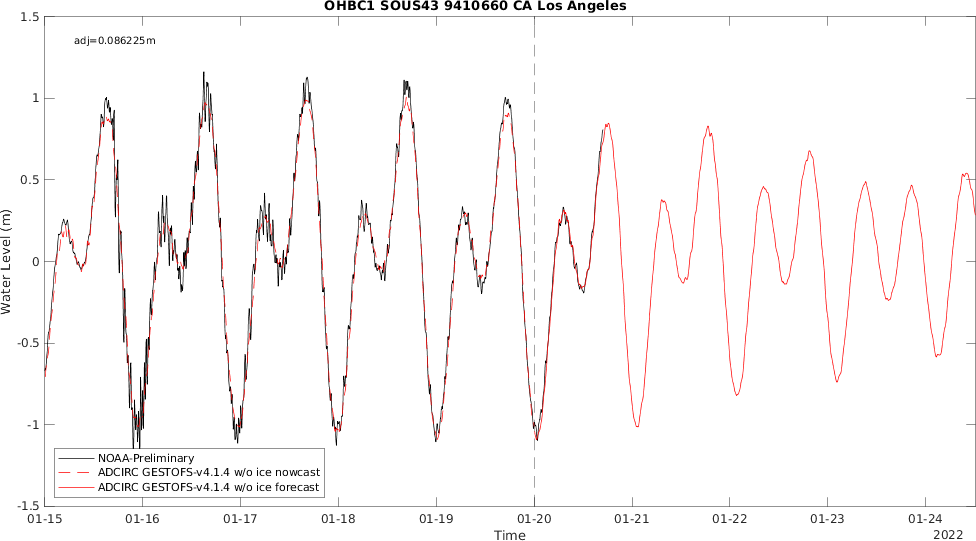 OHBC1 SOUS43 9410660 CA Los Angeles
1.5
adj=0.086225m
1
0.5
0
-0.5
-1
-1.5
Water Level (m)
NOAA-Preliminary
ADCIRC GESTOFS-v4.1.4 w/o ice nowcast
ADCIRC GESTOFS-v4.1.4 w/o ice forecast
01-15 01-16 01-17 01-18 01-19 01-20 01-21 01-22 01-23 01-24
Time
2022